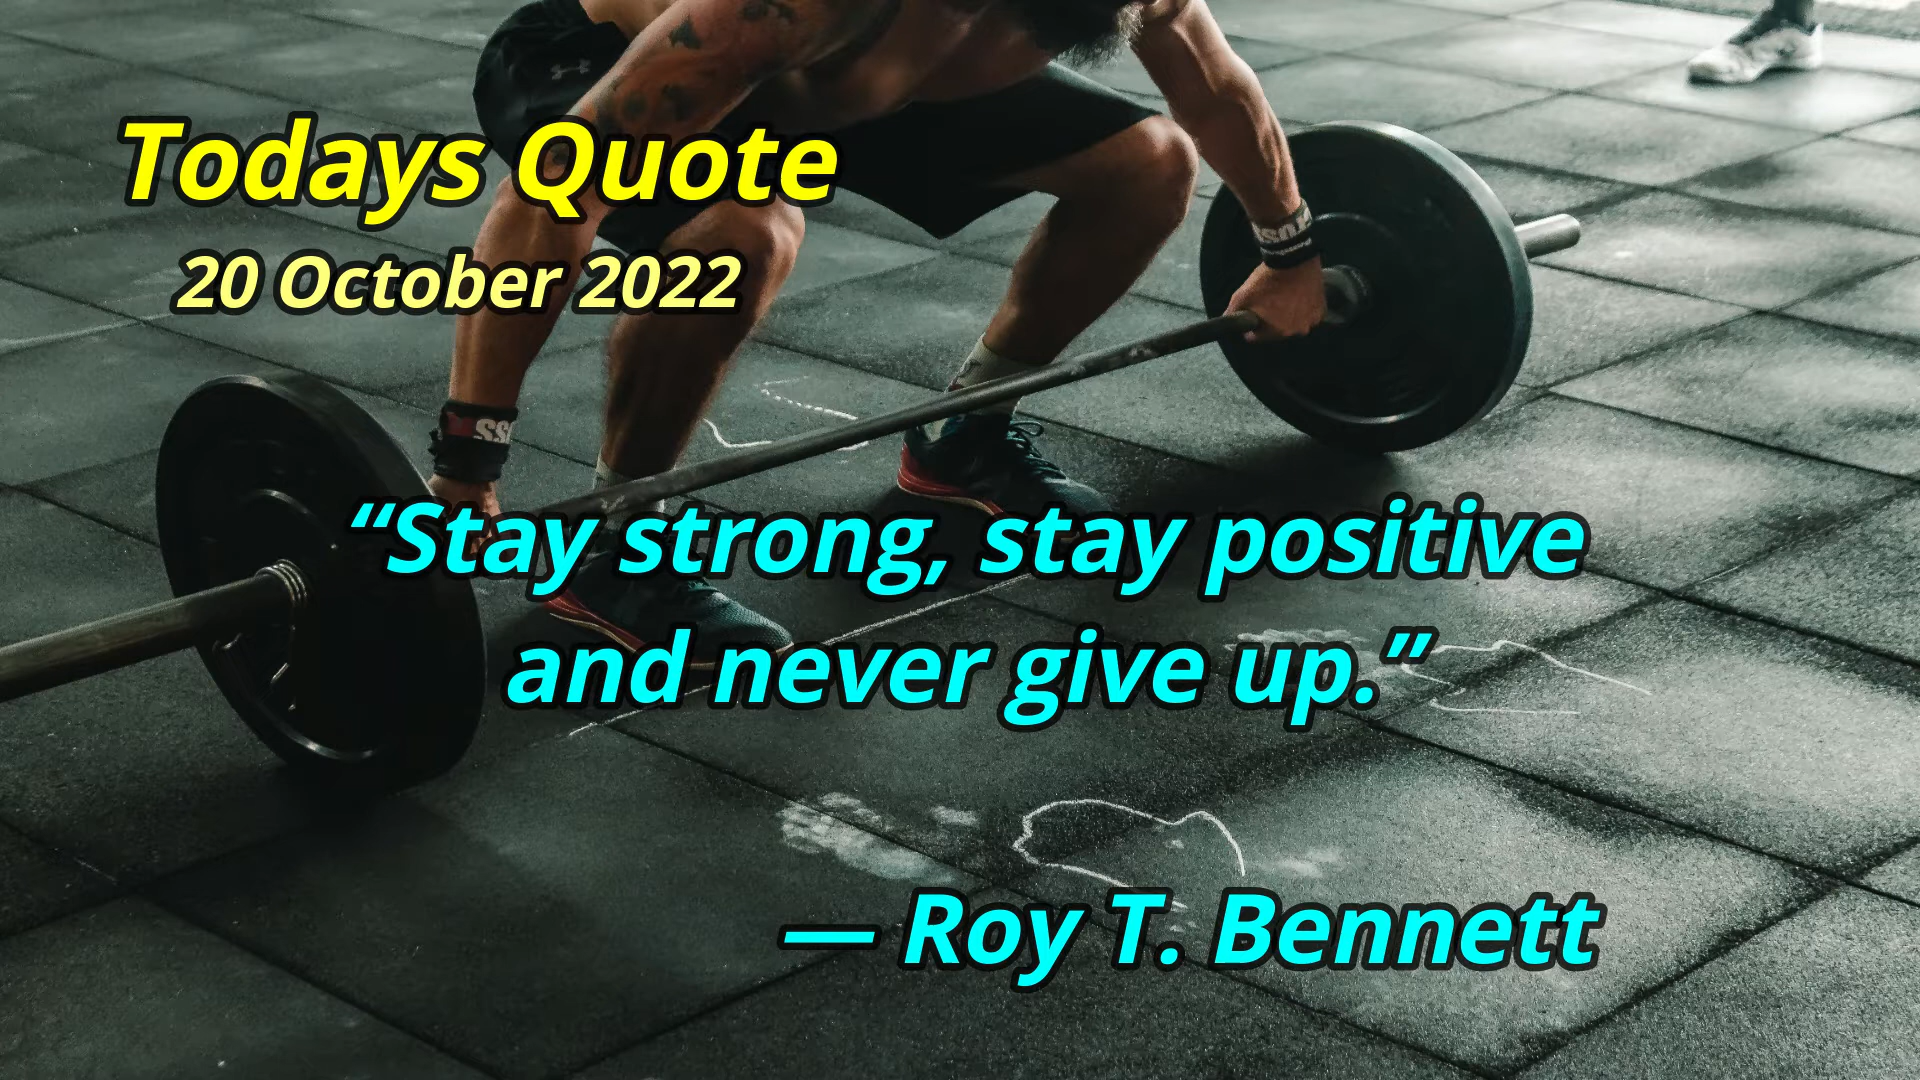 Todays Quote
20 October 2022
“Stay strong, stay positive
and never give up.”
— Roy T. Bennett